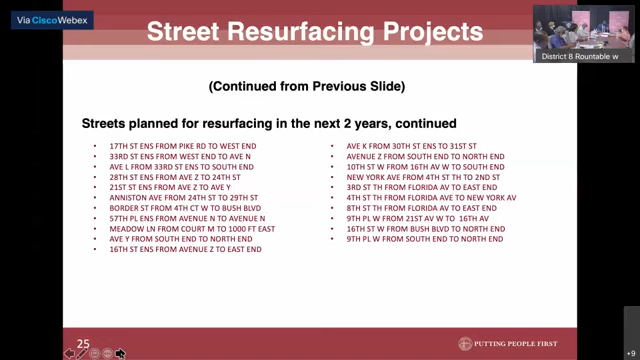 Via CiscoWebex
Street Resurfacing Projects
District 8 Roundtable w
(Continued from Previous Slide)
Streets planned for resurfacing in the next 2 years, continued
• 17TH ST ENS FROM PIKE RD TO WEST END
• 33RD ST ENS FROM WEST END TO AVE N
• AVE L FROM 33RD ST ENS TO SOUTH END
• 28TH ST ENS FROM AVE Z TO 24TH ST
• 21ST ST ENS FROM AVE Z TO AVE Y
• ANNISTON AVE FROM 24TH ST TO 29TH ST
• BORDER ST FROM 4TH CT W TO BUSH BLVD
• 57TH PL ENS FROM AVENUE N TO AVENUE N
• MEADOW LN FROM COURT M TO 1000 FT EAST
• AVE Y FROM SOUTH END TO NORTH END
• 16TH ST ENS FROM AVENUE Z TO EAST END
• AVE K FROM 30TH ST ENS TO 31ST ST
• AVENUE Z FROM SOUTH END TO NORTH END
• 10TH ST W FROM 16TH AV W TO SOUTH END
• NEW YORK AVE FROM 4TH ST TH TO 2ND ST
• 3RD ST TH FROM FLORIDA AV TO EAST END
• 4TH ST TH FROM FLORIDA AV TO NEW YORK AV
• 8TH ST TH FROM FLORIDA AV TO EAST END
• 9TH PL W FROM 21ST AV W TO 16TH AV
• 16TH ST W FROM BUSH BLVD TO NORTH END
• 9TH PL W FROM SOUTH END TO NORTH END
25
PUTTING PEOPLE FIRST
+9